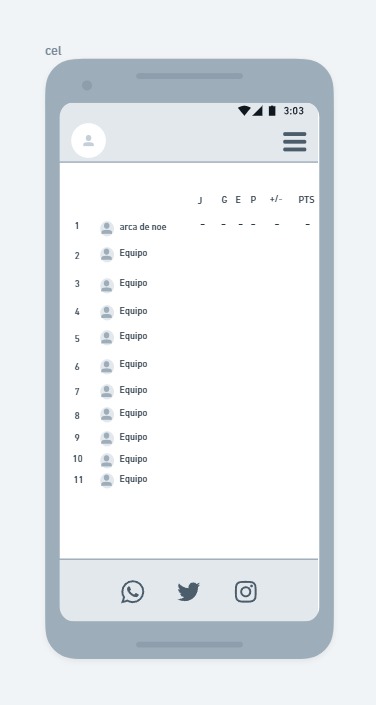 cel
3:03
J G E P +/- PTS
1 arca de noe - - - - - -
2 Equipo
3 Equipo
4 Equipo
5 Equipo
6 Equipo
7 Equipo
8 Equipo
9 Equipo
10 Equipo
11 Equipo